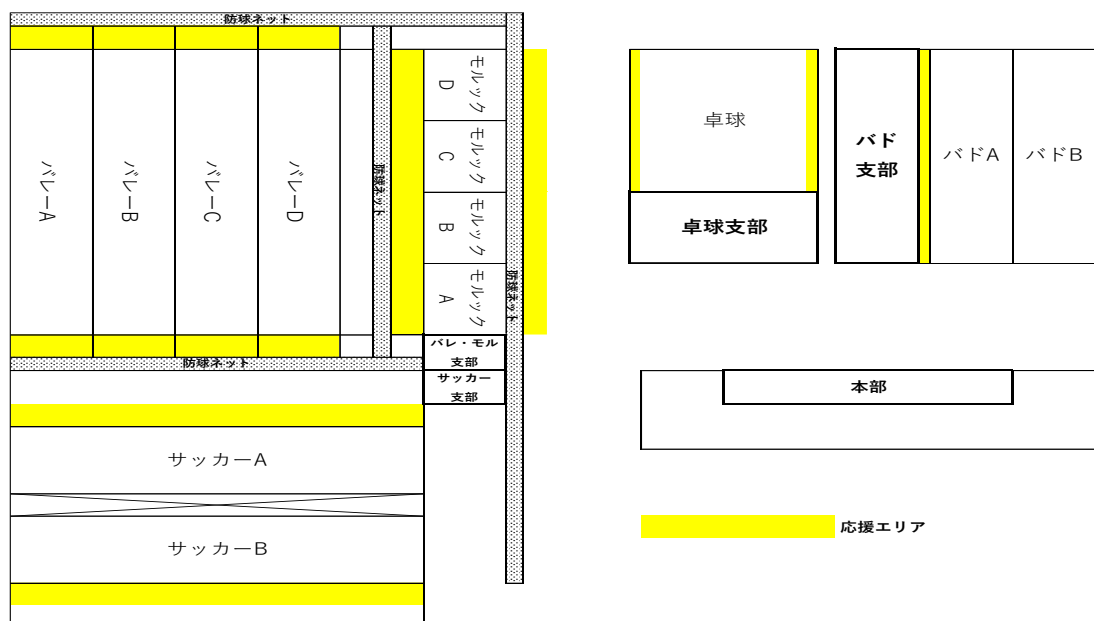 防球ネット
バレーA
バレーB
バレーC
バレーD
防球ネット
モルック
D
モルック
C
モルック
B
モルック
A
防球ネット
バレ・モル
支部
サッカー
支部
防球ネット
サッカーA
サッカーB
卓球
卓球支部
バド
支部
バドA
バドB
本部
応援エリア